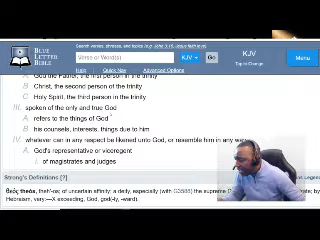 BLUE
LETTER
BIBLE
Search verses, phrases, and topics (e.g. John 3:16, Jesus faith love)
Verse or Word(s)
KJV
Go
KJV
Tap to Change
Menu
Help
Quick Nav
Advanced Options
A. God the Father, the first person in the trinity
B. Christ, the second person of the trinity
C. Holy Spirit, the third person in the trinity
III. spoken of the only and true God
A. refers to the things of God
B. his counsels, interests, things due to him
IV. whatever can in any respect be likened unto God, or resemble him in any way
A. God's representative or viceregent
i. of magistrates and judges
Strong's Definitions [?]
Legend
θεός theós, theh'-os; of uncertain affinity; a deity, especially (with G3588) the supreme
by
Hebraism, very:—X exceeding, God, god(-ly, -ward).